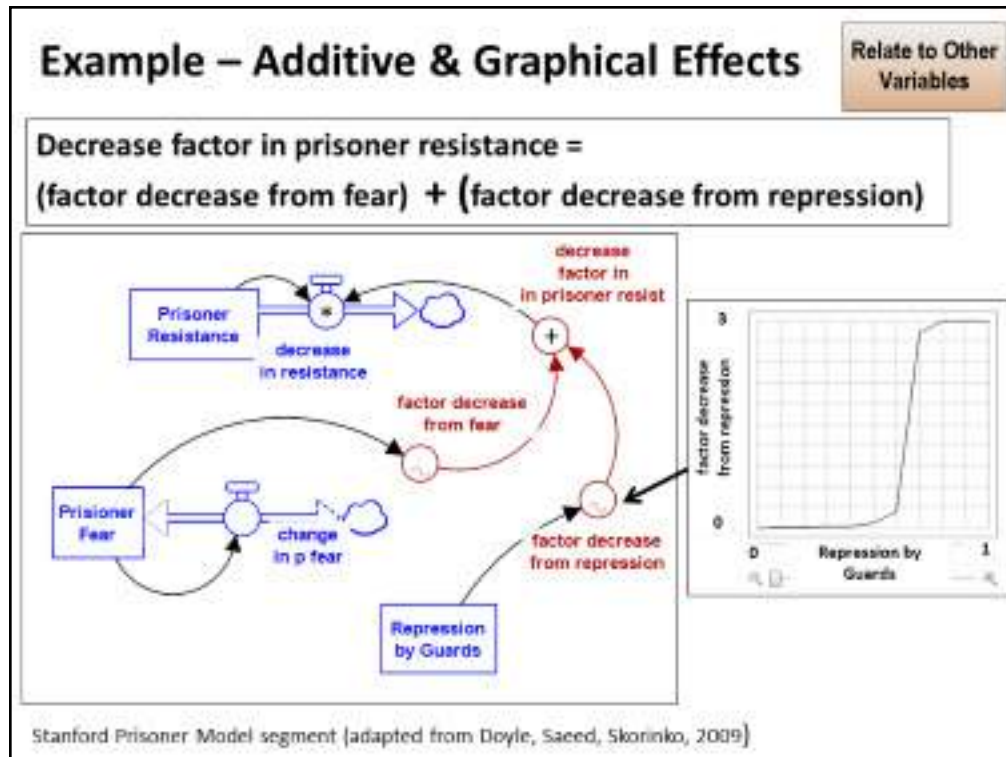 Example – Additive & Graphical Effects
Relate to Other
Variables
Decrease factor in prisoner resistance =
(factor decrease from fear) + (factor decrease from repression)
decrease
factor in
in prisoner resist
Prisoner
Resistance
*
decrease
in resistance
+
factor decrease
from fear
Prisioner
Fear
change
in p fear
factor decrease
from repression
Repression
by Guards
3
factor decrease
from repression
0
0
Repression by
Guards
1
Stanford Prisoner Model segment (adapted from Doyle, Saeed, Skorinko, 2009)